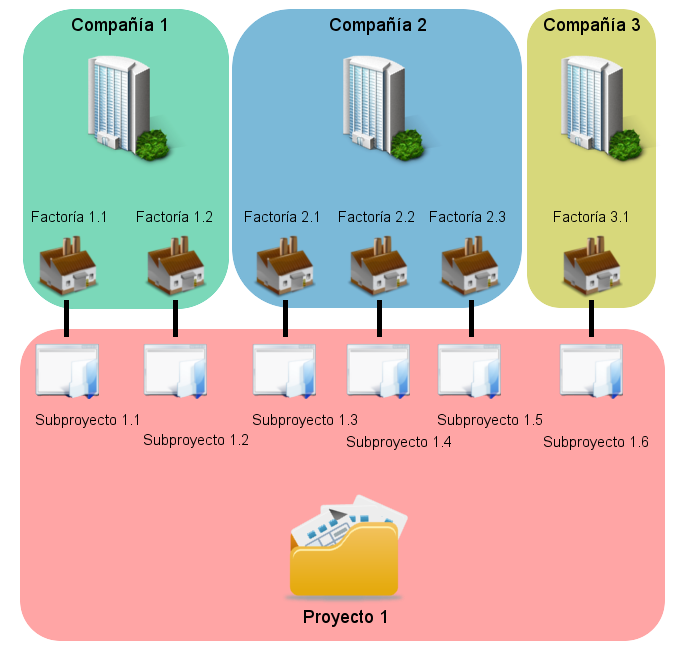 Compañía 1
Compañía 2
Compañía 3
Factoría 1.1
Factoría 1.2
Factoría 2.1
Factoría 2.2
Factoría 2.3
Factoría 3.1
Subproyecto 1.1
Subproyecto 1.2
Subproyecto 1.3
Subproyecto 1.4
Subproyecto 1.5
Subproyecto 1.6
Proyecto 1